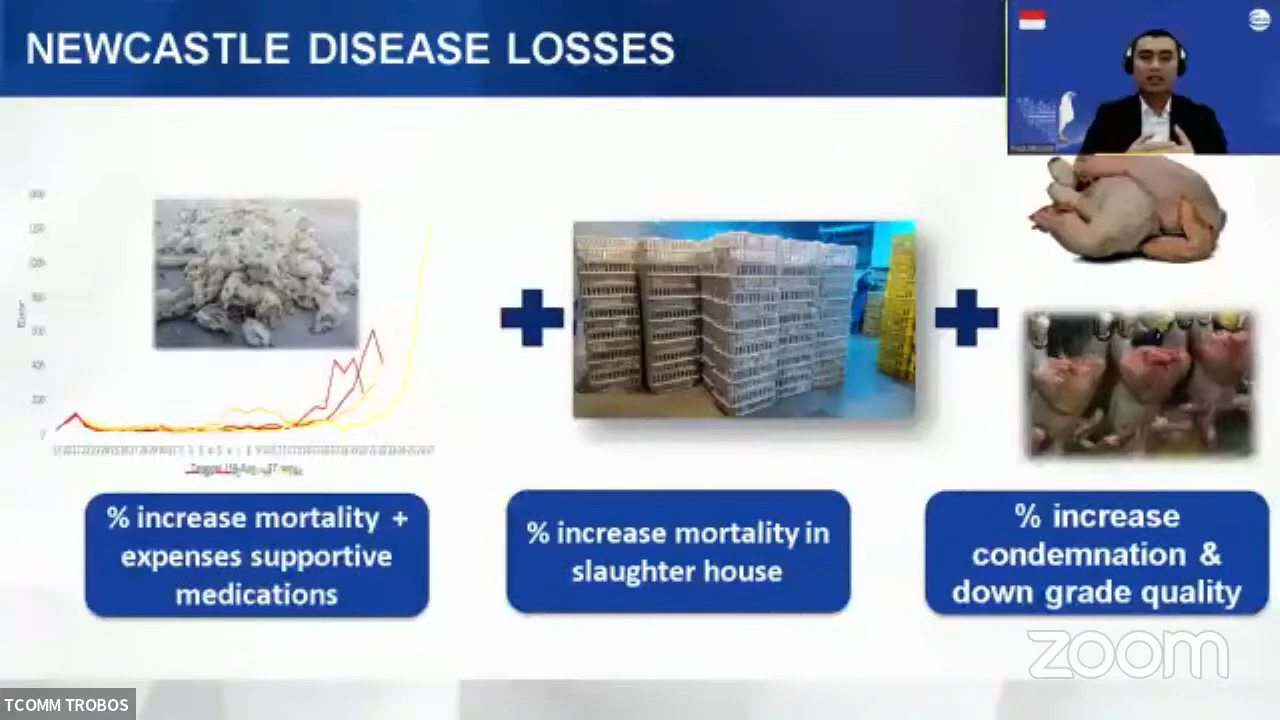 NEWCASTLE DISEASE LOSSES
% increase mortality +
expenses supportive
medications
% increase mortality in
slaughter house
% increase
condemnation &
down grade quality
zoom
TCOMM TROBOS